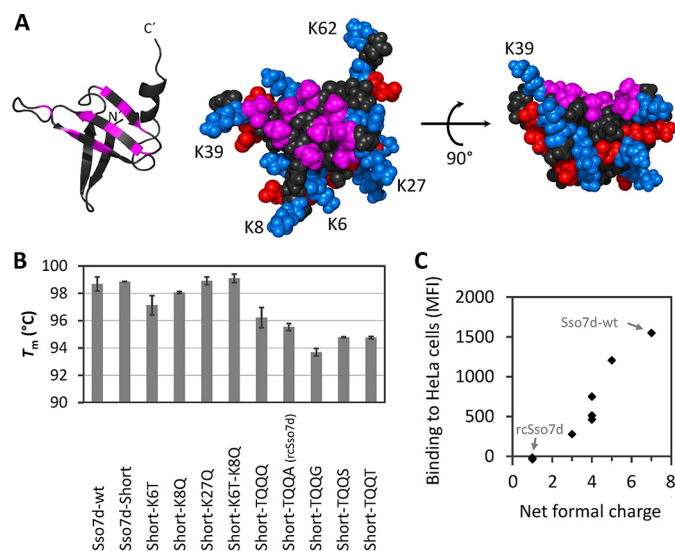 A
C´
N´
K62
K39
K8
K6
K27
90°
K39
B
Tm (°C)
100
98
96
94
92
90
Sso7d-wt
Sso7d-Short
Short-K6T
Short-K8Q
Short-K27Q
Short-K6T-K8Q
Short-TQQQ
Short-TQQA (rcSso7d)
Short-TQQG
Short-TQQS
Short-TQQT
C
Binding to HeLa cells (MFI)
2000
1500
1000
500
0
Sso7d-wt
rcSso7d
0 2 4 6 8
Net formal charge